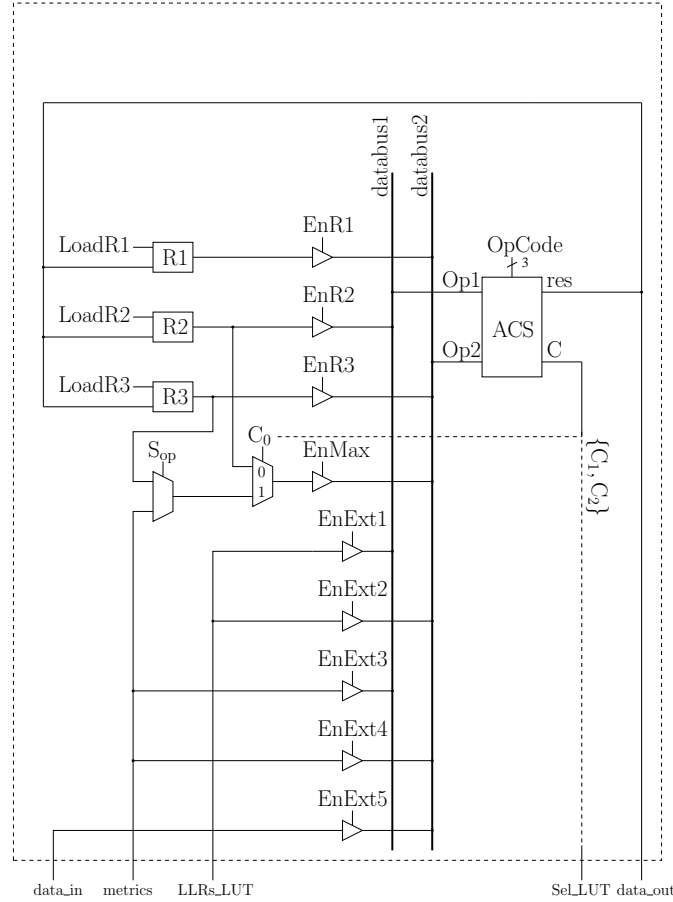 databus1
databus2
EnR1
LoadR1
R1
OpCode
3
Op1
res
EnR2
LoadR2
R2
ACS
Op2
C
EnR3
LoadR3
R3
C0
Sop
EnMax
0
1
{C1, C2}
EnExt1
EnExt2
EnExt3
EnExt4
EnExt5
data_in
metrics
LLRs_LUT
Sel_LUT
data_out